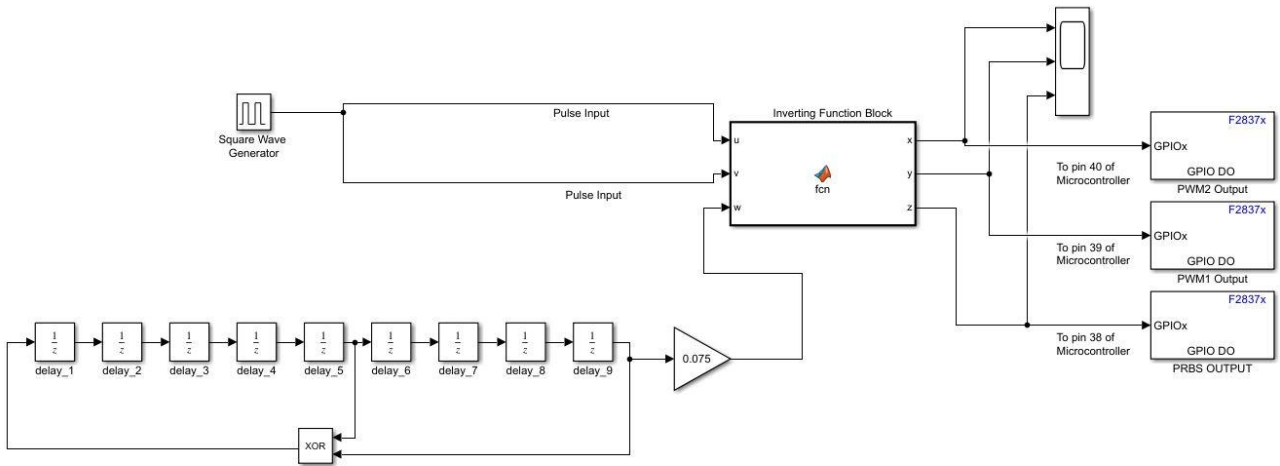 Square Wave
Generator
Pulse Input
Pulse Input
Inverting Function Block
u
v
w
fcn
x
y
z
To pin 40 of
Microcontroller
F2837x
GPIOx
GPIO DO
PWM2 Output
To pin 39 of
Microcontroller
F2837x
GPIOx
GPIO DO
PWM1 Output
To pin 38 of
Microcontroller
F2837x
GPIOx
GPIO DO
PRBS OUTPUT
1
z
delay_1
1
z
delay_2
1
z
delay_3
1
z
delay_4
1
z
delay_5
1
z
delay_6
1
z
delay_7
1
z
delay_8
1
z
delay_9
0.075
XOR